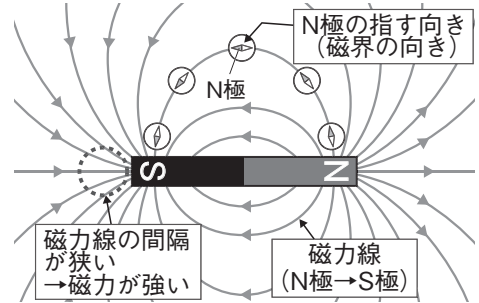 N極の指す向き
（磁界の向き）
N極
S
N
磁力線の間隔
が狭い
→磁力が強い
磁力線
（N極→S極）